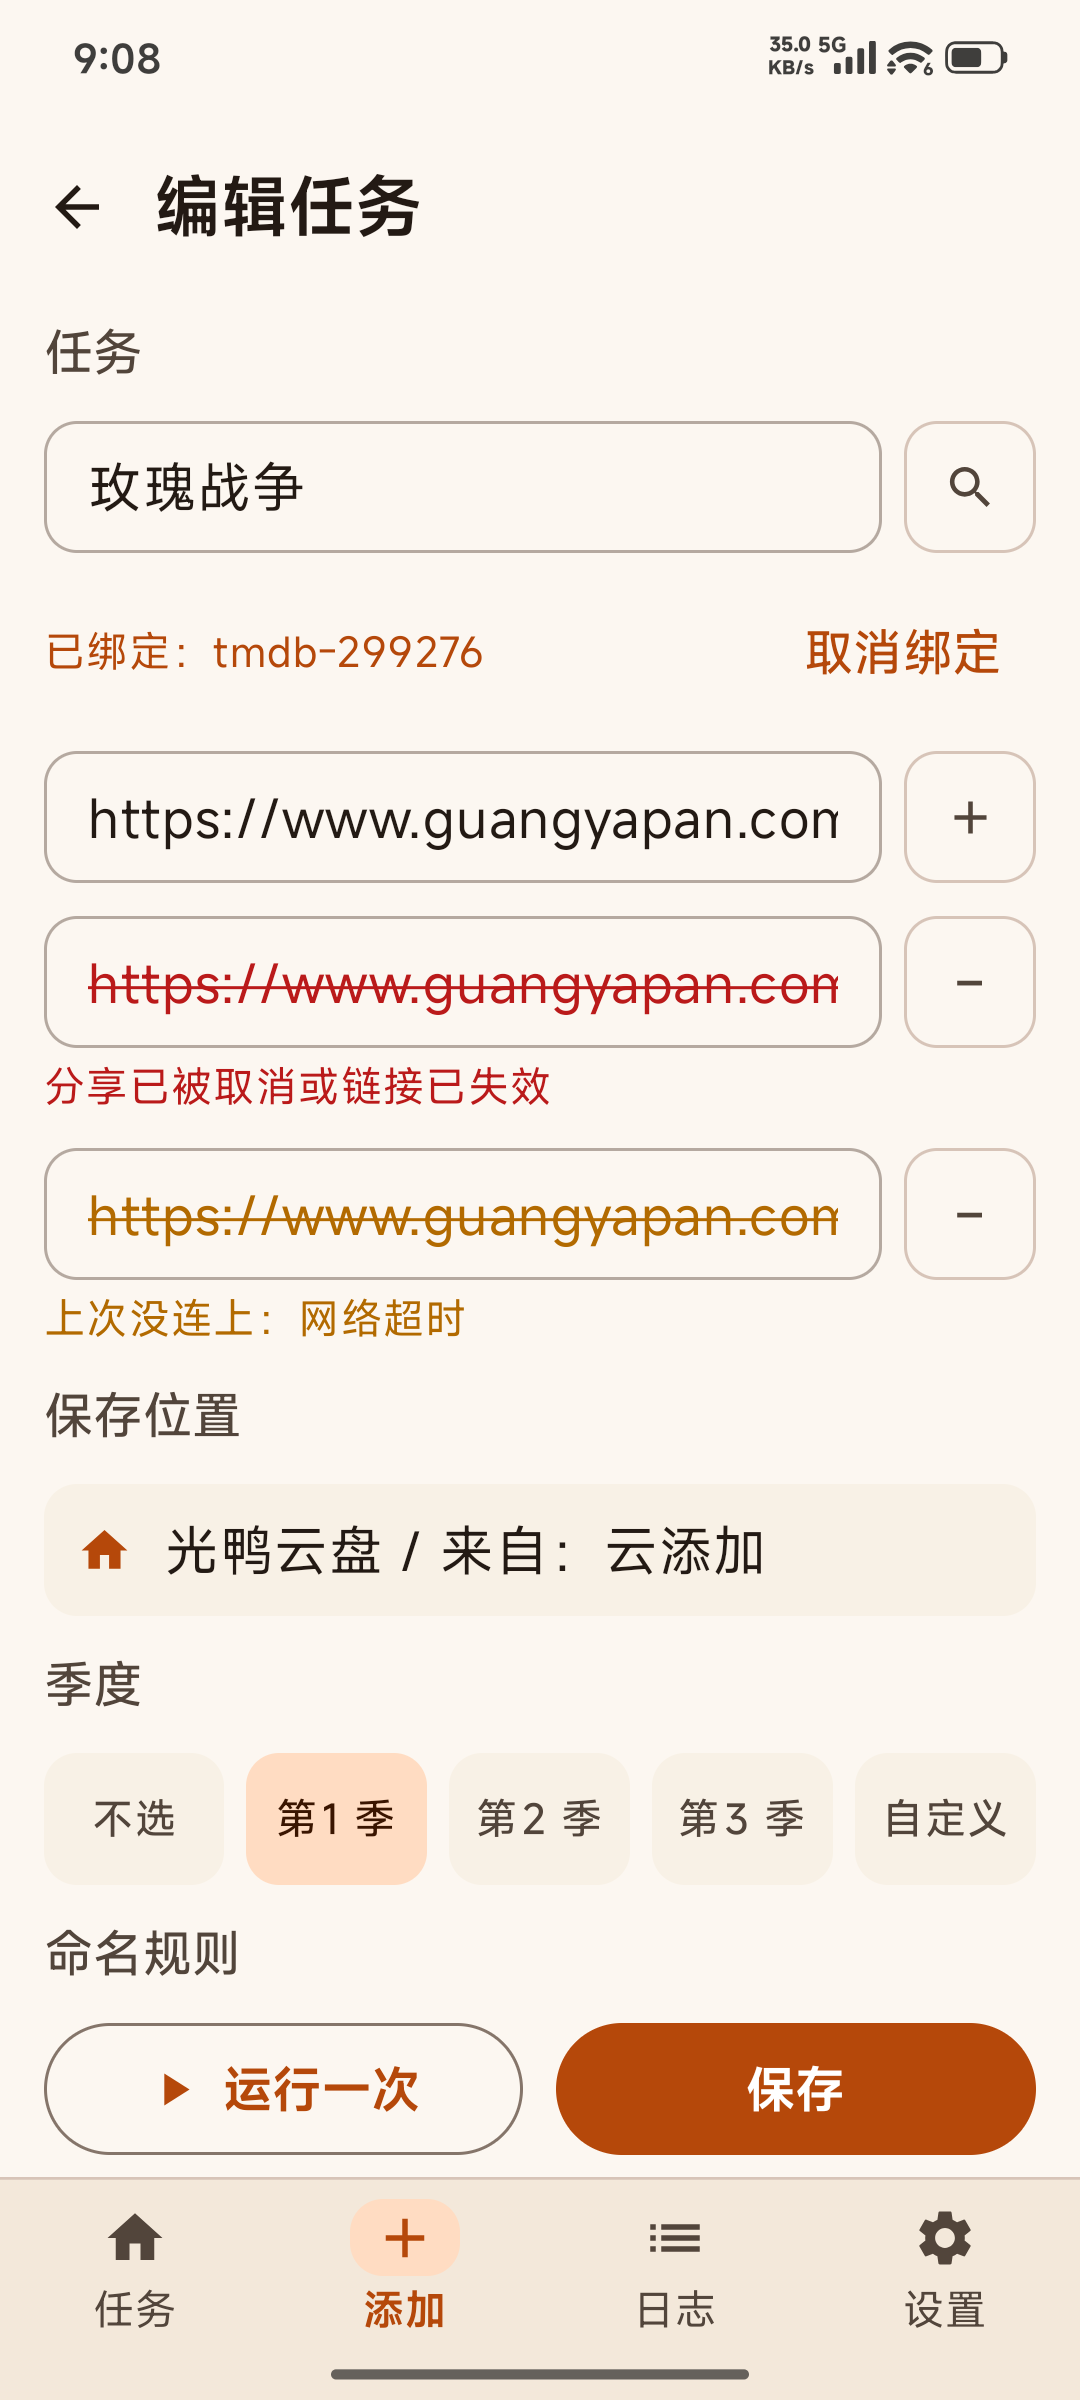 9:08
35.0 5G
KB/s
6
编辑任务
任务
玫瑰战争
已绑定：tmdb-299276
取消绑定
https://www.guangyapan.com
https://www.guangyapan.com
分享已被取消或链接已失效
https://www.guangyapan.com
上次没连上：网络超时
保存位置
光鸭云盘 / 来自：云添加
季度
不选
第 1 季
第 2 季
第 3 季
自定义
命名规则
运行一次
保存
任务
添加
日志
设置